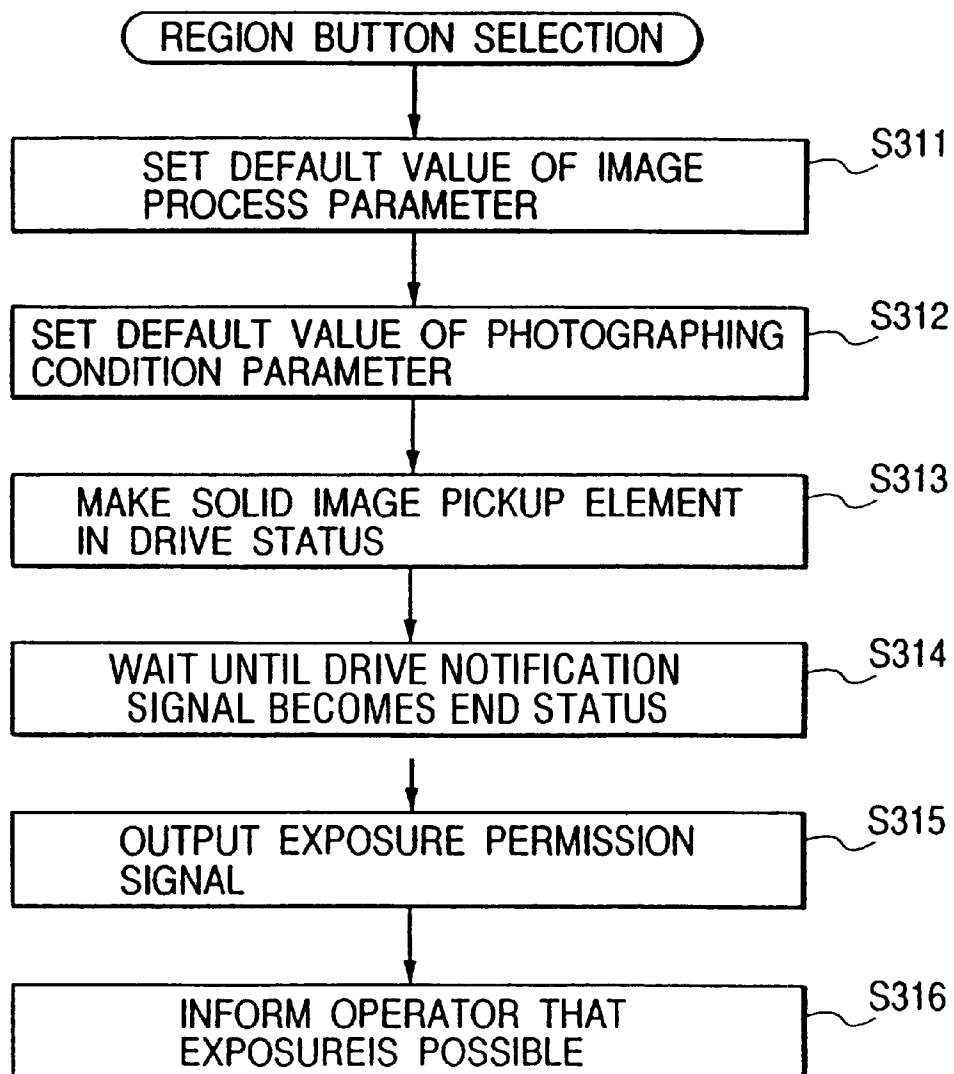 REGION BUTTON SELECTION
S311
SET DEFAULT VALUE OF IMAGE
PROCESS PARAMETER
S312
SET DEFAULT VALUE OF PHOTOGRAPHING
CONDITION PARAMETER
S313
MAKE SOLID IMAGE PICKUP ELEMENT
IN DRIVE STATUS
S314
WAIT UNTIL DRIVE NOTIFICATION
SIGNAL BECOMES END STATUS
S315
OUTPUT EXPOSURE PERMISSION
SIGNAL
S316
INFORM OPERATOR THAT
EXPOSUREIS POSSIBLE